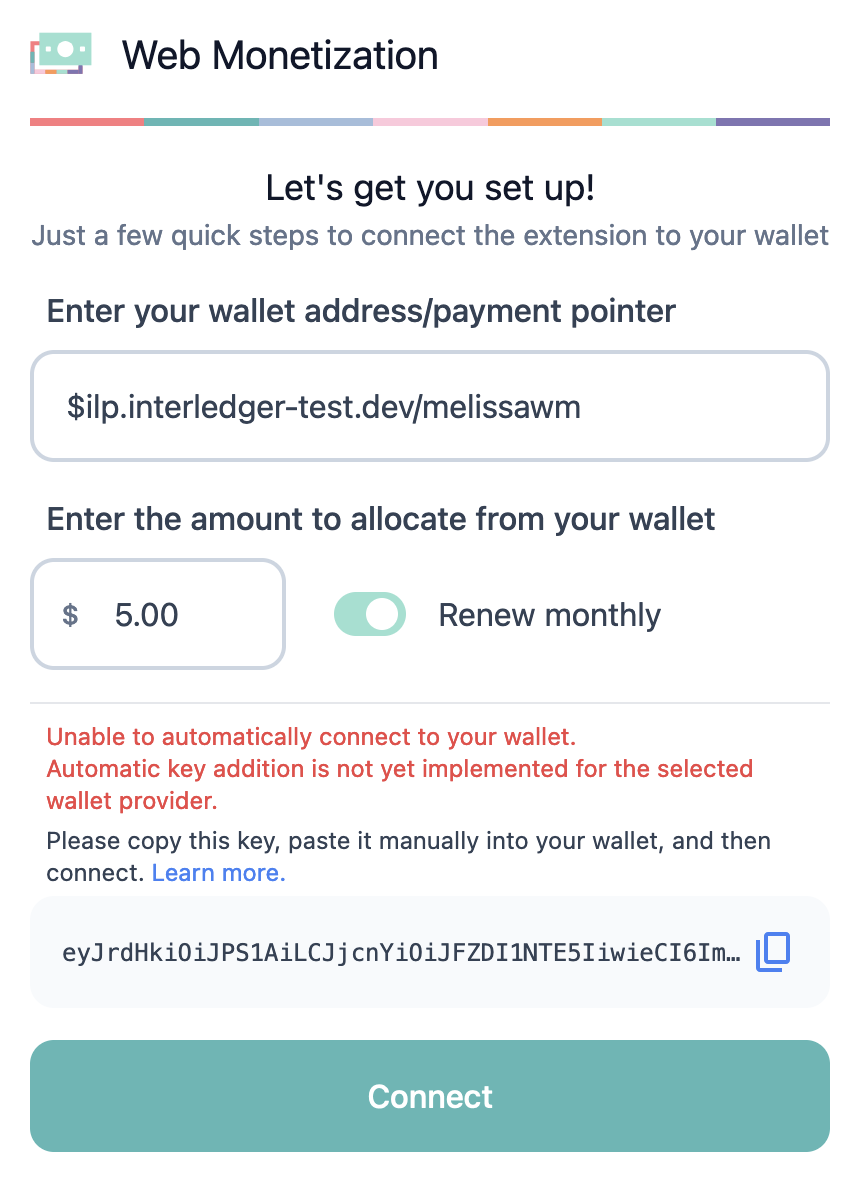 Web Monetization
Let's get you set up!
Just a few quick steps to connect the extension to your wallet
Enter your wallet address/payment pointer
$ilp.interledger-test.dev/melissawm
Enter the amount to allocate from your wallet
$ 5.00 Renew monthly
Unable to automatically connect to your wallet.
Automatic key addition is not yet implemented for the selected
wallet provider.
Please copy this key, paste it manually into your wallet, and then
connect. Learn more.
eyJrdHkiOiJPS1AiLCJjcnYiOiJFZDI1NTE5IiwieCI6Im…
Connect